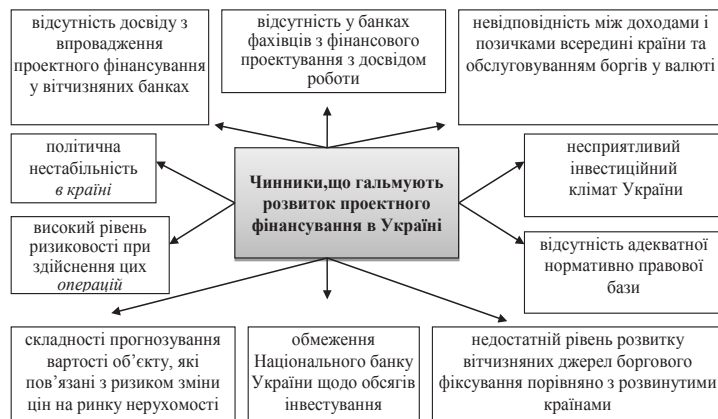 відсутність досвіду з
впровадження
проектного фінансування
у вітчизняних банках
відсутність у банках
фахівців з фінансового
проектування з досвідом
роботи
невідповідність між доходами і
позичками всередині країни та
обслуговуванням боргів у валюті
політична
нестабільність
в країні
Чинники,що гальмують
розвиток проектного
фінансування в Україні
несприятливий
інвестиційний
клімат України
високий рівень
ризиковості при
здійснення цих
операцій
відсутність адекватної
нормативно правової
бази
складності прогнозування
вартості об’єкту, які
пов’язані з ризиком зміни
цін на ринку нерухомості
обмеження
Національного банку
України щодо обсягів
інвестування
недостатній рівень розвитку
вітчизняних джерел боргового
фіксування порівняно з розвинутими
країнами